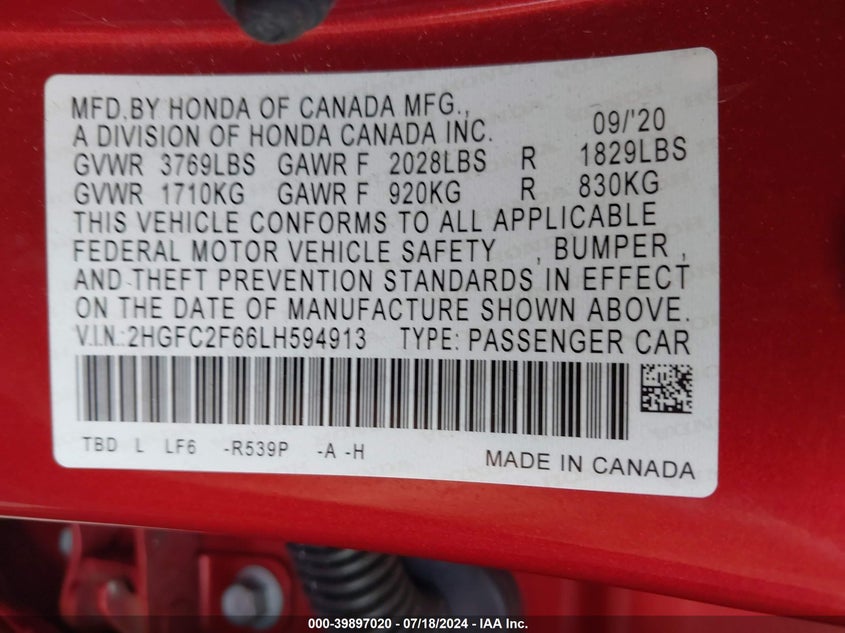 MFD.BY HONDA OF CANADA MFG.,
A DIVISION OF HONDA CANADA INC. 09/'20
GVWR 3769LBS GAWR F 2028LBS R 1829LBS
GVWR 1710KG GAWR F 920KG R 830KG
THIS VEHICLE CONFORMS TO ALL APPLICABLE
FEDERAL MOTOR VEHICLE SAFETY , BUMPER ,
AND THEFT PREVENTION STANDARDS IN EFFECT
ON THE DATE OF MANUFACTURE SHOWN ABOVE.
V.I.N.:2HGFC2F66LH594913 TYPE: PASSENGER CAR
TBD L LF6 -R539P -A -H
MADE IN CANADA
000-39897020 - 07/18/2024 - IAA Inc.